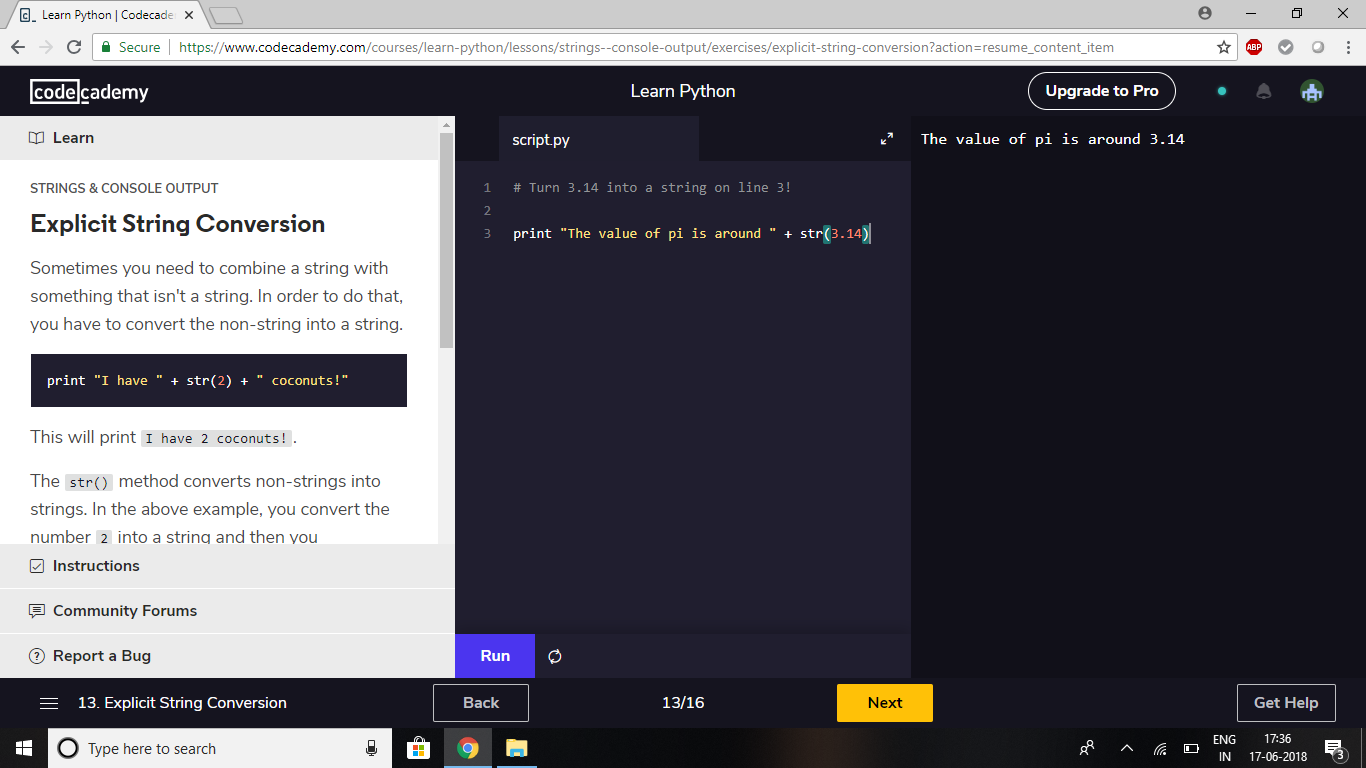 Learn Python | Codecade
Secure https://www.codecademy.com/courses/learn-python/lessons/strings--console-output/exercises/explicit-string-conversion?action=resume_content_item
ABP
codecademy
Learn Python
Upgrade to Pro
Learn
STRINGS & CONSOLE OUTPUT
Explicit String Conversion
Sometimes you need to combine a string with
something that isn't a string. In order to do that,
you have to convert the non-string into a string.
print "I have " + str(2) + " coconuts!"
This will print I have 2 coconuts! .
The str() method converts non-strings into
strings. In the above example, you convert the
number 2 into a string and then you
Instructions
Community Forums
Report a Bug
script.py
1 # Turn 3.14 into a string on line 3!
2
3 print "The value of pi is around " + str(3.14)
Run
The value of pi is around 3.14
13. Explicit String Conversion
Back
13/16
Next
Get Help
Type here to search
ENG
IN
17:36
17-06-2018
3